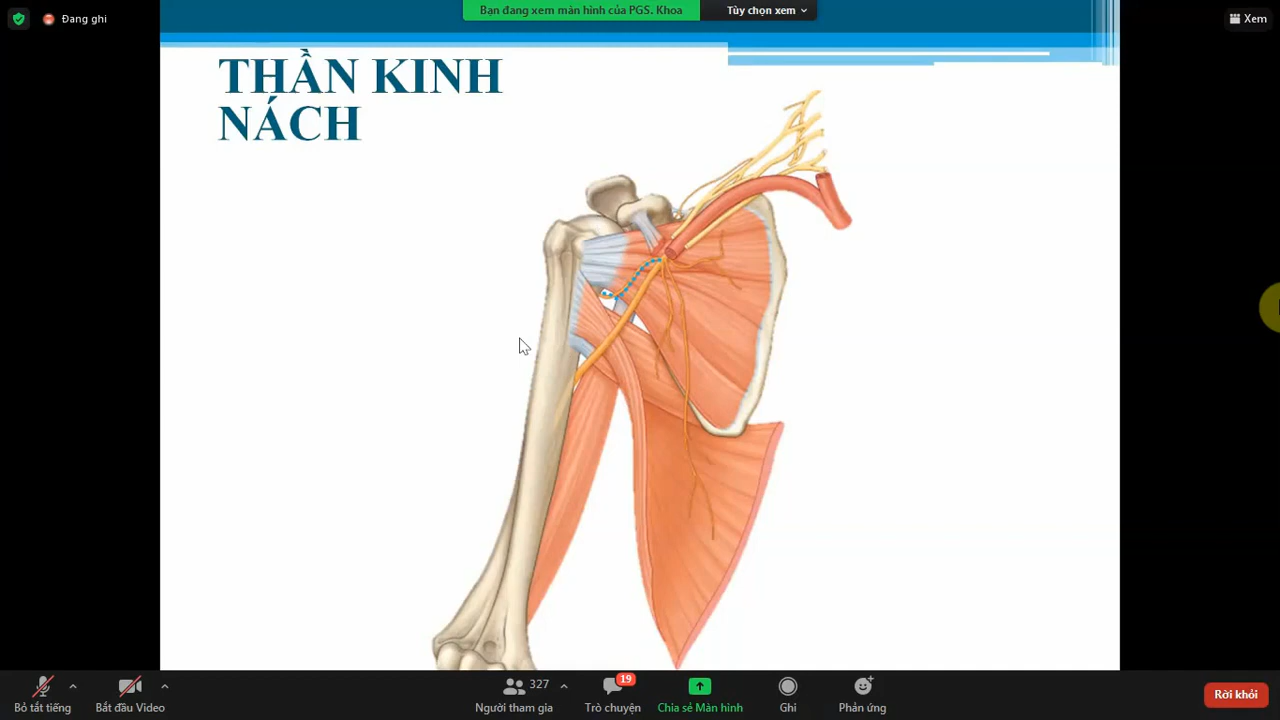 Đang ghi
Bạn đang xem màn hình của PGS. Khoa
Tùy chọn xem
Xem
THẦN KINH
NÁCH
Bỏ tắt tiếng
Bắt đầu Video
327
Người tham gia
19
Trò chuyện
Chia sẻ Màn hình
Ghi
Phản ứng
Rời khỏi